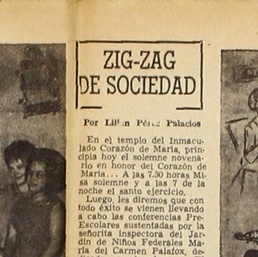 ZIG-ZAG
DE SOCIEDAD
Por Lilian Pérez Palacios
En el templo del Inmacu-
lado Corazón de María, prin-
cipia hoy el solemne novena-
rio en honor del Corazón de
María... A las 7.30 horas Mi-
sa solemne y a las 7 de la
noche el santo ejercicio.
Luego, les diremos que con
todo éxito se vienen llevando
a cabo las conferencias Pre-
Escolares sustentadas por la
señorita inspectora del Jar-
dín de Niños Federales Ma-
ría del Carmen Palafox, de-